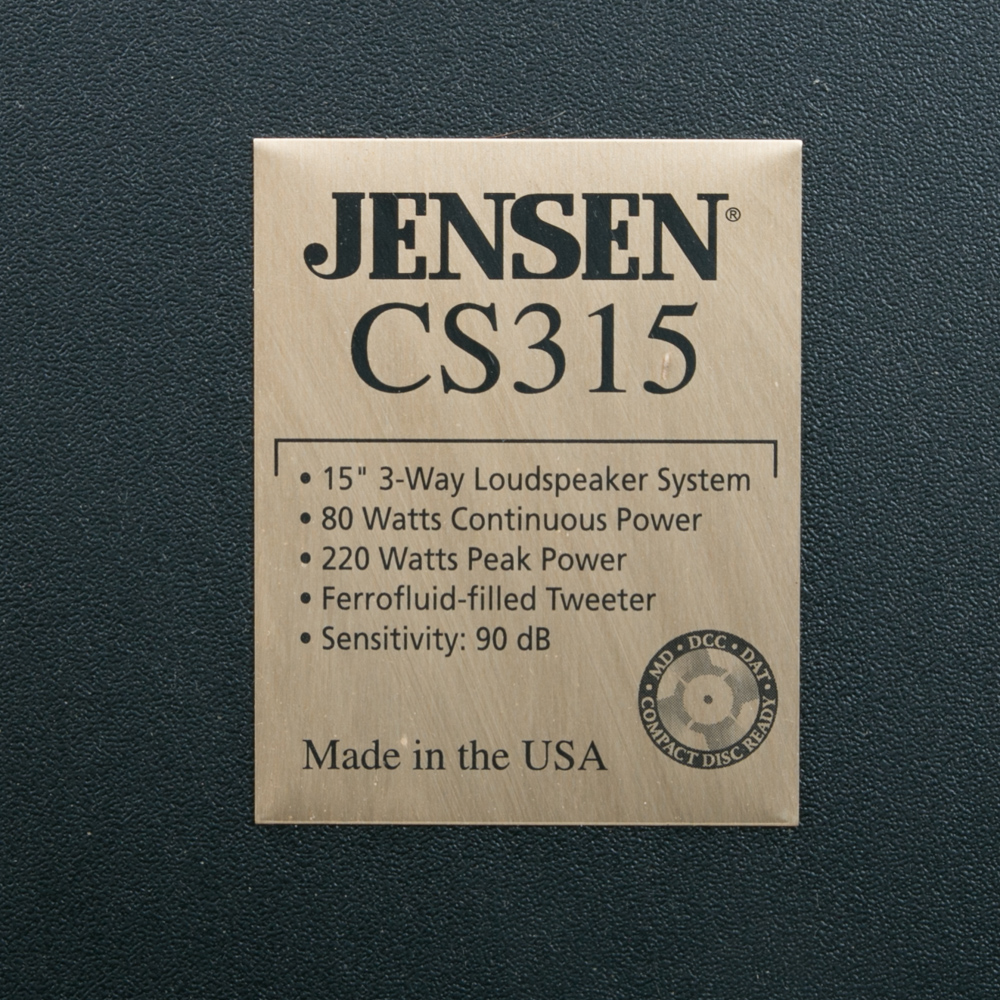 JENSEN®
CS315
• 15" 3-Way Loudspeaker System
• 80 Watts Continuous Power
• 220 Watts Peak Power
• Ferrofluid-filled Tweeter
• Sensitivity: 90 dB
• MD • DCC • DAT •
COMPACT DISC READY
Made in the USA